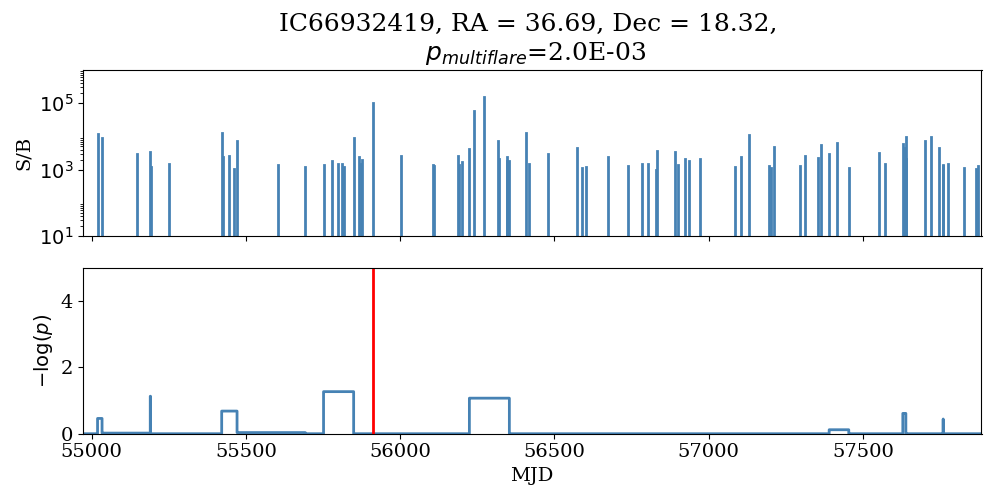 IC66932419, RA = 36.69, Dec = 18.32,
p_multiflare=2.0E-03
S/B
10^5
10^3
10^1
−log(p)
4
2
0
55000 55500 56000 56500 57000 57500
MJD